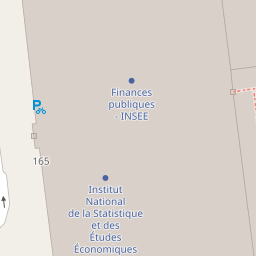 Finances
publiques
- INSEE
165
Institut
National
de la Statistique
et des
Études
Économiques